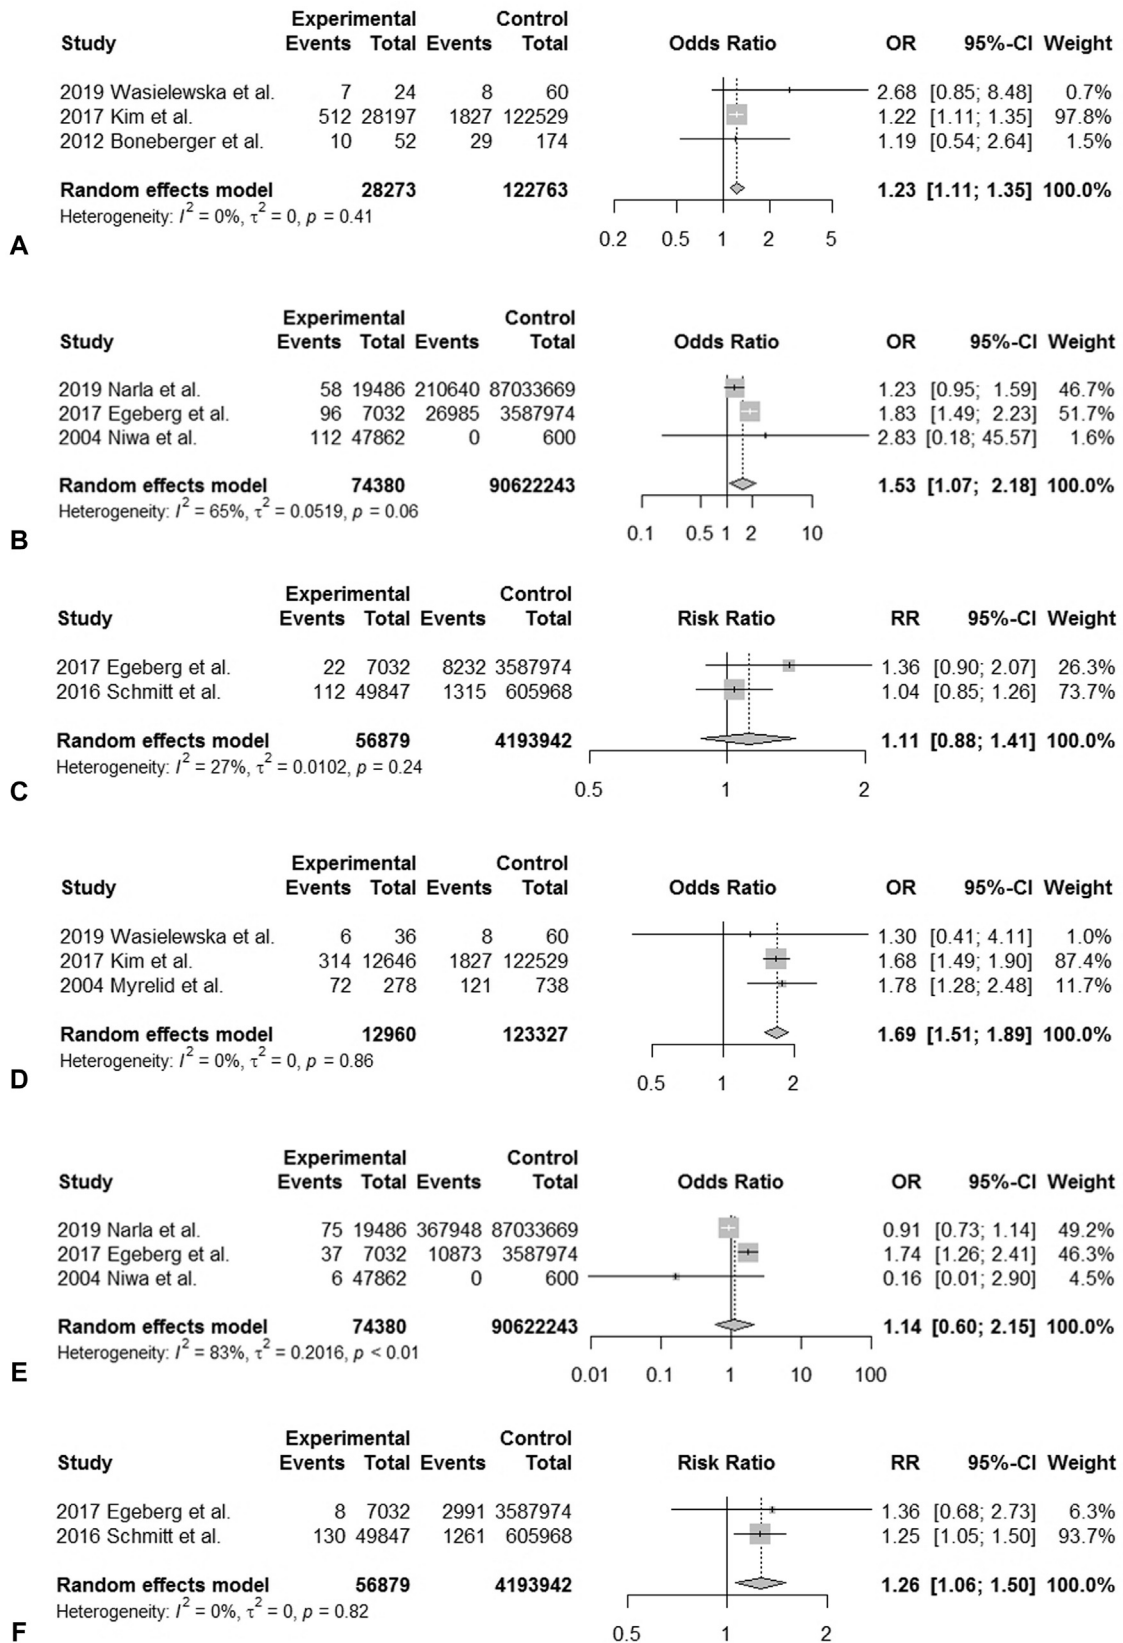 Experimental Control
Study Events Total Events Total Odds Ratio OR 95%-CI Weight
2019 Wasielewska et al. 7 24 8 60 2.68 [0.85; 8.48] 0.7%
2017 Kim et al. 512 28197 1827 122529 1.22 [1.11; 1.35] 97.8%
2012 Boneberger et al. 10 52 29 174 1.19 [0.54; 2.64] 1.5%
Random effects model 28273 122763 1.23 [1.11; 1.35] 100.0%
Heterogeneity: I² = 0%, τ² = 0, p = 0.41
0.2 0.5 1 2 5
A
Experimental Control
Study Events Total Events Total Odds Ratio OR 95%-CI Weight
2019 Narla et al. 58 19486 210640 87033669 1.23 [0.95; 1.59] 46.7%
2017 Egeberg et al. 96 7032 26985 3587974 1.83 [1.49; 2.23] 51.7%
2004 Niwa et al. 112 47862 0 600 2.83 [0.18; 45.57] 1.6%
Random effects model 74380 90622243 1.53 [1.07; 2.18] 100.0%
Heterogeneity: I² = 65%, τ² = 0.0519, p = 0.06
0.1 0.5 1 2 10
B
Experimental Control
Study Events Total Events Total Risk Ratio RR 95%-CI Weight
2017 Egeberg et al. 22 7032 8232 3587974 1.36 [0.90; 2.07] 26.3%
2016 Schmitt et al. 112 49847 1315 605968 1.04 [0.85; 1.26] 73.7%
Random effects model 56879 4193942 1.11 [0.88; 1.41] 100.0%
Heterogeneity: I² = 27%, τ² = 0.0102, p = 0.24
0.5 1 2
C
Experimental Control
Study Events Total Events Total Odds Ratio OR 95%-CI Weight
2019 Wasielewska et al. 6 36 8 60 1.30 [0.41; 4.11] 1.0%
2017 Kim et al. 314 12646 1827 122529 1.68 [1.49; 1.90] 87.4%
2004 Myrelid et al. 72 278 121 738 1.78 [1.28; 2.48] 11.7%
Random effects model 12960 123327 1.69 [1.51; 1.89] 100.0%
Heterogeneity: I² = 0%, τ² = 0, p = 0.86
0.5 1 2
D
Experimental Control
Study Events Total Events Total Odds Ratio OR 95%-CI Weight
2019 Narla et al. 75 19486 367948 87033669 0.91 [0.73; 1.14] 49.2%
2017 Egeberg et al. 37 7032 10873 3587974 1.74 [1.26; 2.41] 46.3%
2004 Niwa et al. 6 47862 0 600 0.16 [0.01; 2.90] 4.5%
Random effects model 74380 90622243 1.14 [0.60; 2.15] 100.0%
Heterogeneity: I² = 83%, τ² = 0.2016, p < 0.01
0.01 0.1 1 10 100
E
Experimental Control
Study Events Total Events Total Risk Ratio RR 95%-CI Weight
2017 Egeberg et al. 8 7032 2991 3587974 1.36 [0.68; 2.73] 6.3%
2016 Schmitt et al. 130 49847 1261 605968 1.25 [1.05; 1.50] 93.7%
Random effects model 56879 4193942 1.26 [1.06; 1.50] 100.0%
Heterogeneity: I² = 0%, τ² = 0, p = 0.82
0.5 1 2
F